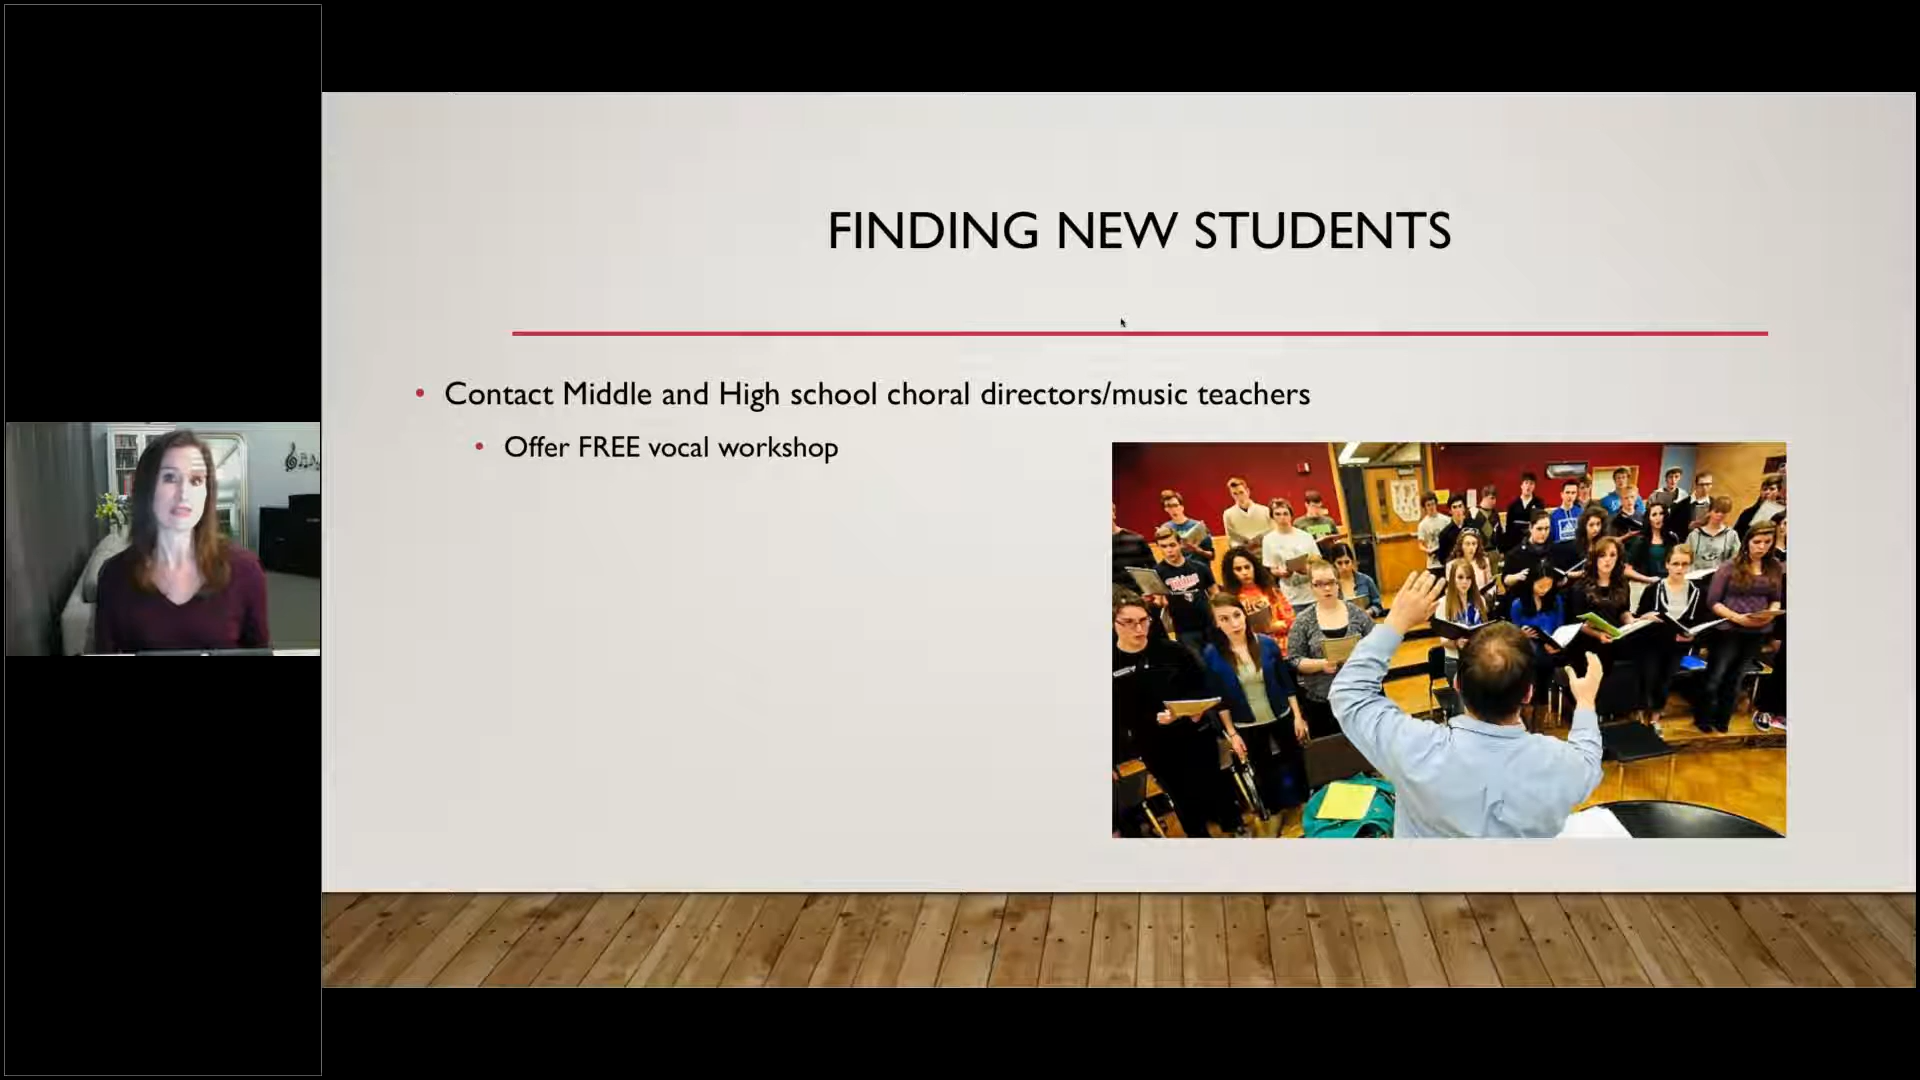 FINDING NEW STUDENTS
• Contact Middle and High school choral directors/music teachers
• Offer FREE vocal workshop